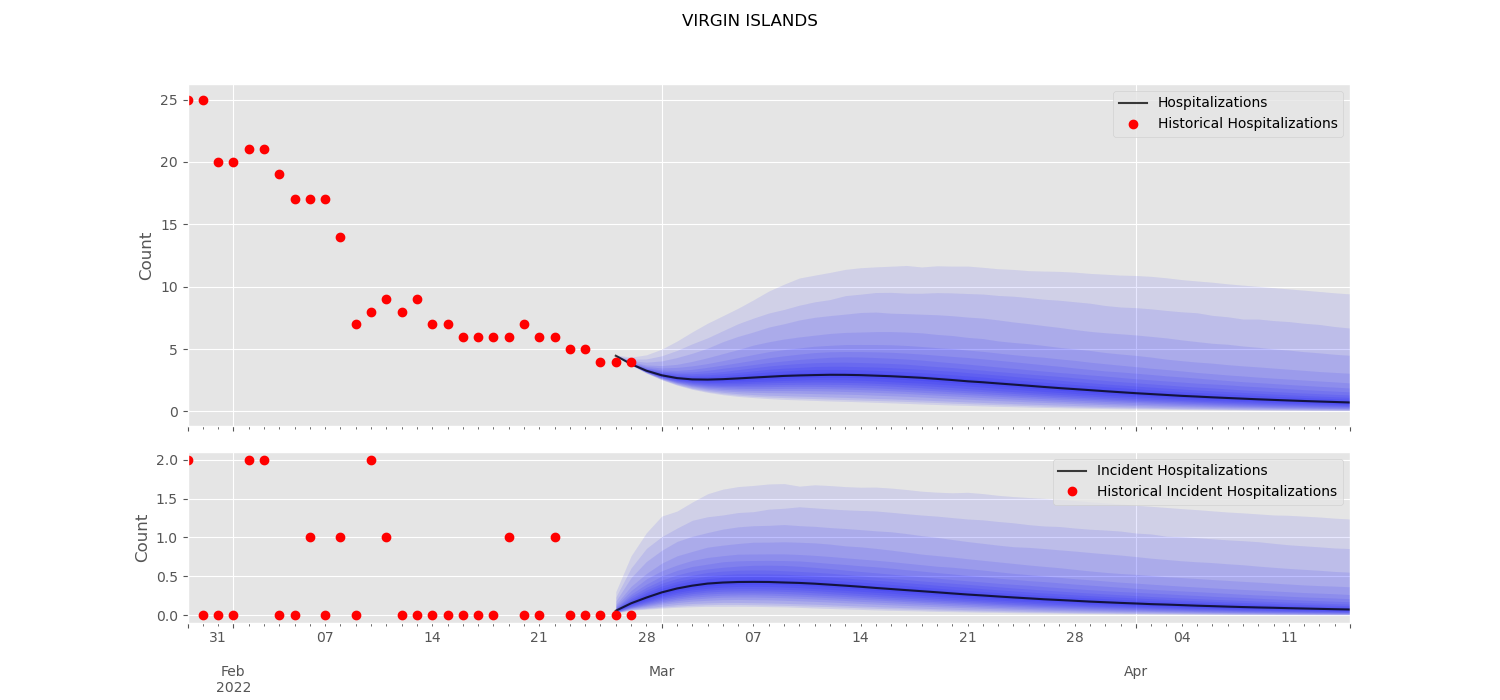 VIRGIN ISLANDS
Count
25
20
15
10
5
0
Hospitalizations
Historical Hospitalizations
Count
2.0
1.5
1.0
0.5
0.0
Incident Hospitalizations
Historical Incident Hospitalizations
31 07 14 21 28 07 14 21 28 04 11
Feb Mar Apr
2022